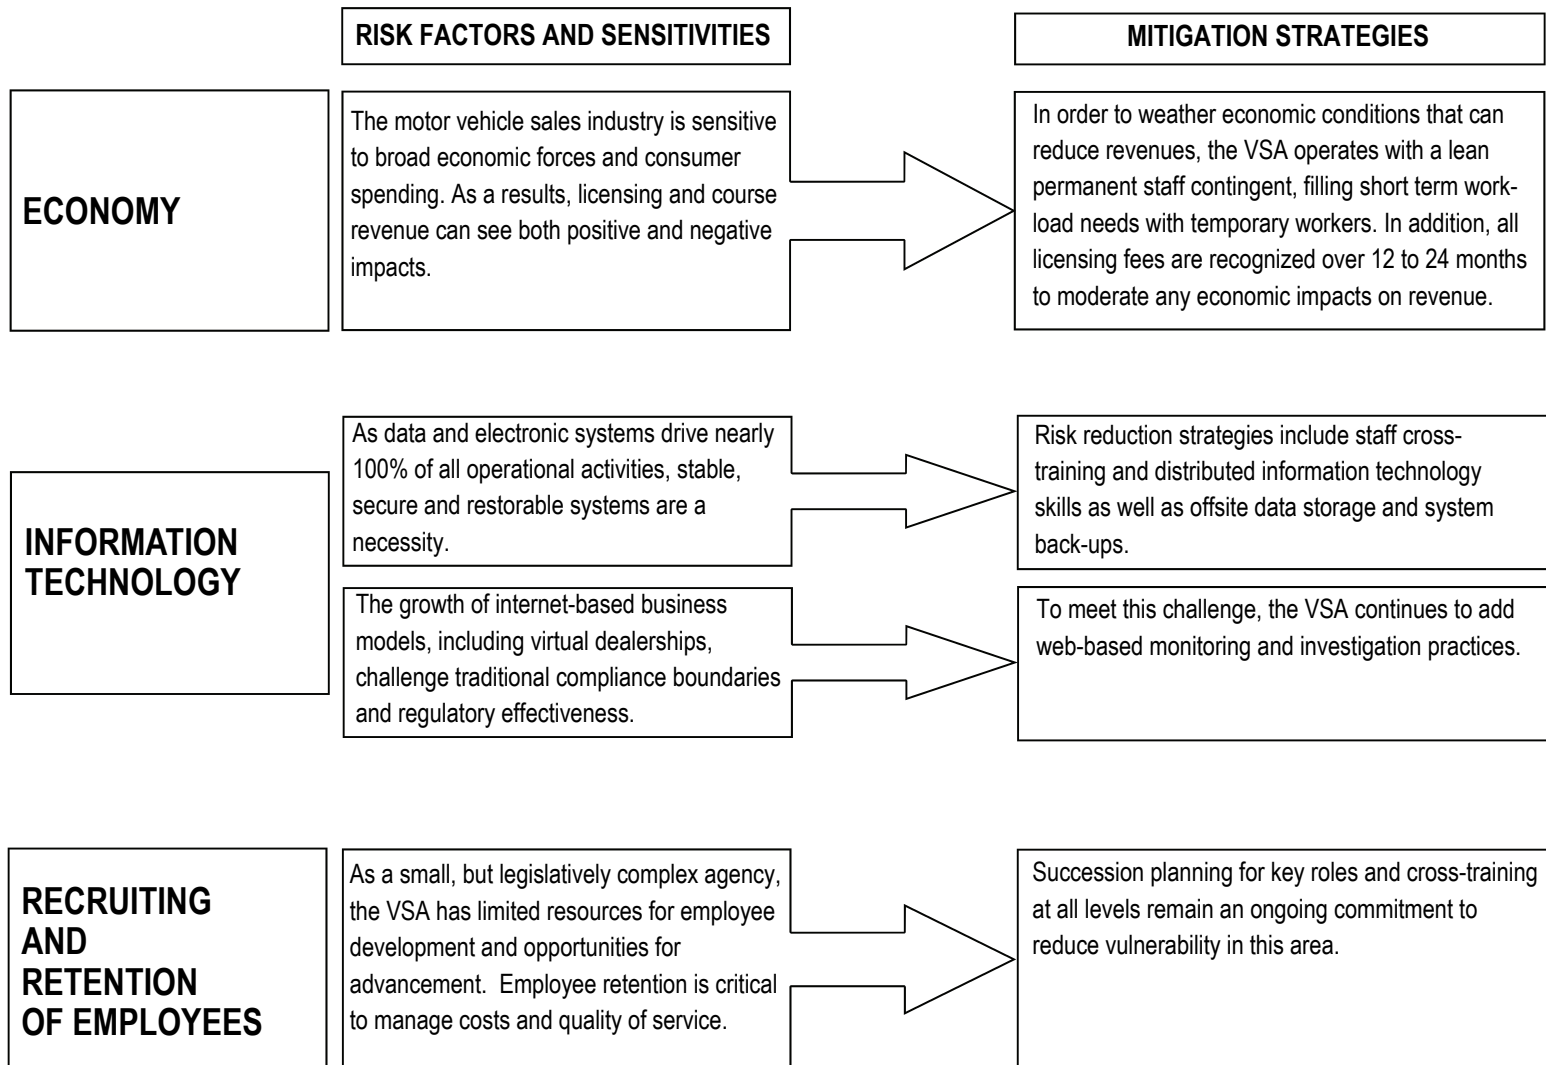 RISK FACTORS AND SENSITIVITIES
MITIGATION STRATEGIES
ECONOMY
The motor vehicle sales industry is sensitive
to broad economic forces and consumer
spending. As a results, licensing and course
revenue can see both positive and negative
impacts.
In order to weather economic conditions that can
reduce revenues, the VSA operates with a lean
permanent staff contingent, filling short term work-
load needs with temporary workers. In addition, all
licensing fees are recognized over 12 to 24 months
to moderate any economic impacts on revenue.
INFORMATION
TECHNOLOGY
As data and electronic systems drive nearly
100% of all operational activities, stable,
secure and restorable systems are a
necessity.
Risk reduction strategies include staff cross-
training and distributed information technology
skills as well as offsite data storage and system
back-ups.
The growth of internet-based business
models, including virtual dealerships,
challenge traditional compliance boundaries
and regulatory effectiveness.
To meet this challenge, the VSA continues to add
web-based monitoring and investigation practices.
RECRUITING
AND
RETENTION
OF EMPLOYEES
As a small, but legislatively complex agency,
the VSA has limited resources for employee
development and opportunities for
advancement.  Employee retention is critical
to manage costs and quality of service.
Succession planning for key roles and cross-training
at all levels remain an ongoing commitment to
reduce vulnerability in this area.